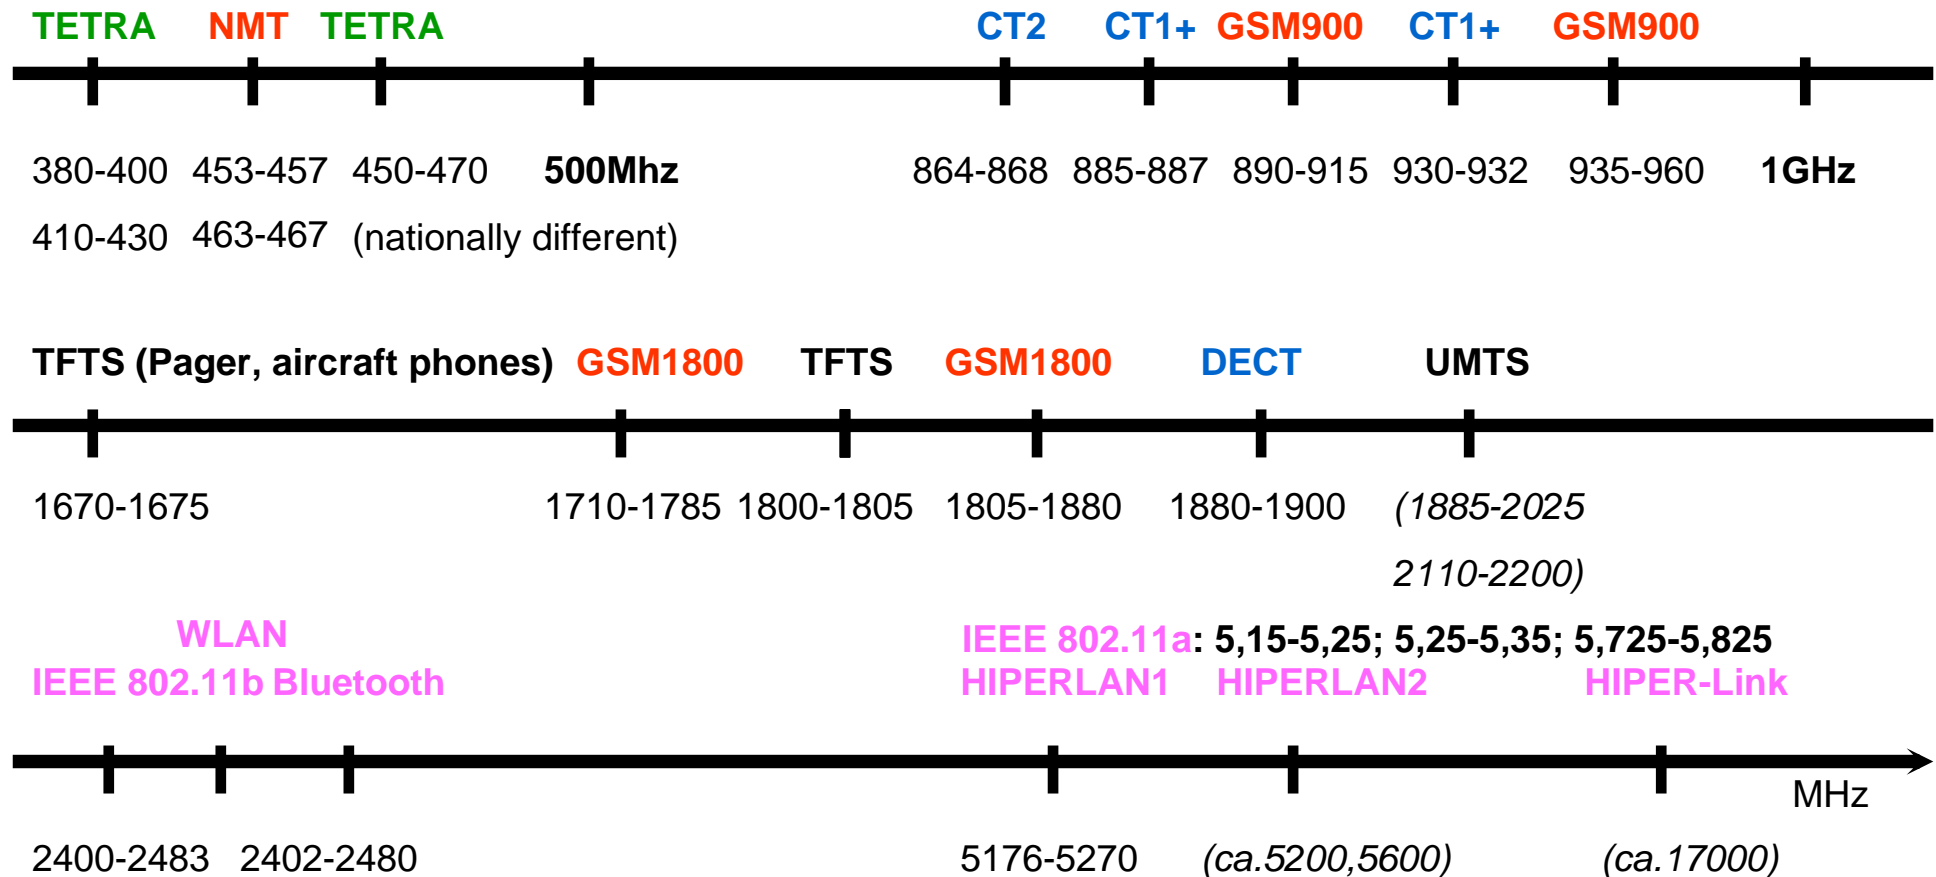 TETRA NMT TETRA CT2 CT1+ GSM900 CT1+ GSM900
380-400 453-457 450-470 500Mhz 864-868 885-887 890-915 930-932 935-960 1GHz
410-430 463-467 (nationally different)
TFTS (Pager, aircraft phones) GSM1800 TFTS GSM1800 DECT UMTS
1670-1675 1710-1785 1800-1805 1805-1880 1880-1900 (1885-2025
2110-2200)
WLAN IEEE 802.11a: 5,15-5,25; 5,25-5,35; 5,725-5,825
IEEE 802.11b Bluetooth HIPERLAN1 HIPERLAN2 HIPER-Link
MHz
2400-2483 2402-2480 5176-5270 (ca.5200,5600) (ca.17000)